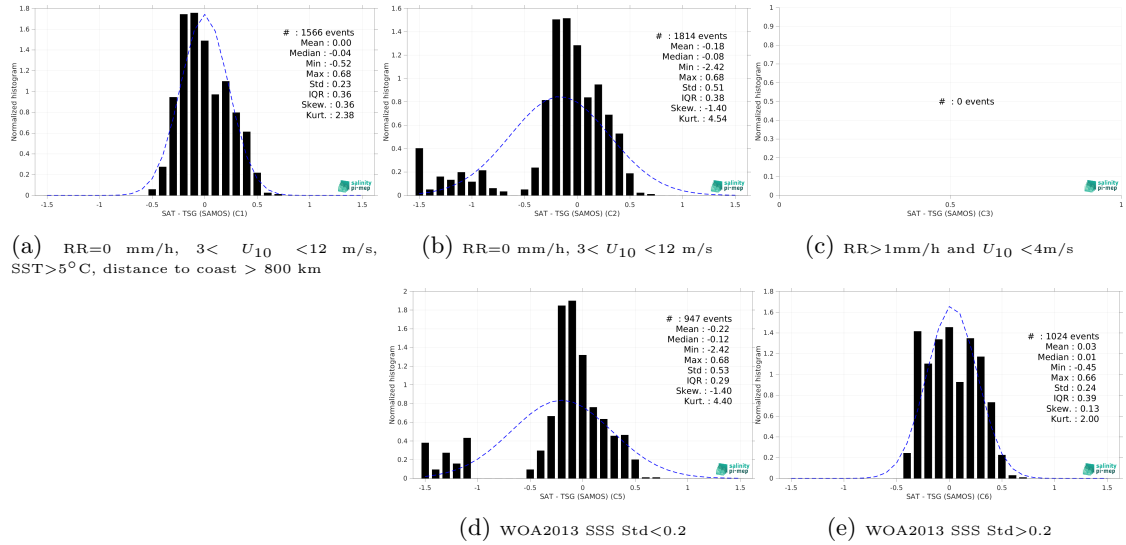 1.8
1.6
1.4
1.2
1
0.8
0.6
0.4
0.2
0
Normalized histogram
# : 1566 events
Mean : 0.00
Median : -0.04
Min : -0.52
Max : 0.68
Std : 0.23
IQR : 0.36
Skew. : 0.36
Kurt. : 2.38
salinity
pi-mep
-1.5 -1 -0.5 0 0.5 1 1.5
SAT - TSG (SAMOS) (C1)
(a) RR=0 mm/h, 3< U10 <12 m/s,
SST>5°C, distance to coast > 800 km
1.6
1.4
1.2
1
0.8
0.6
0.4
0.2
0
Normalized histogram
# : 1814 events
Mean : -0.18
Median : -0.08
Min : -2.42
Max : 0.68
Std : 0.51
IQR : 0.38
Skew. : -1.40
Kurt. : 4.54
salinity
pi-mep
-1.5 -1 -0.5 0 0.5 1 1.5
SAT - TSG (SAMOS) (C2)
(b) RR=0 mm/h, 3< U10 <12 m/s
1
0.9
0.8
0.7
0.6
0.5
0.4
0.3
0.2
0.1
0
Normalized histogram
# : 0 events
salinity
pi-mep
0 0.5 1
SAT - TSG (SAMOS) (C3)
(c) RR>1mm/h and U10 <4m/s
2
1.8
1.6
1.4
1.2
1
0.8
0.6
0.4
0.2
0
Normalized histogram
# : 947 events
Mean : -0.22
Median : -0.12
Min : -2.42
Max : 0.68
Std : 0.53
IQR : 0.29
Skew. : -1.40
Kurt. : 4.40
salinity
pi-mep
-1.5 -1 -0.5 0 0.5 1 1.5
SAT - TSG (SAMOS) (C5)
(d) WOA2013 SSS Std<0.2
1.8
1.6
1.4
1.2
1
0.8
0.6
0.4
0.2
0
Normalized histogram
# : 1024 events
Mean : 0.03
Median : 0.01
Min : -0.45
Max : 0.66
Std : 0.24
IQR : 0.39
Skew. : 0.13
Kurt. : 2.00
salinity
pi-mep
-1.5 -1 -0.5 0 0.5 1 1.5
SAT - TSG (SAMOS) (C6)
(e) WOA2013 SSS Std>0.2